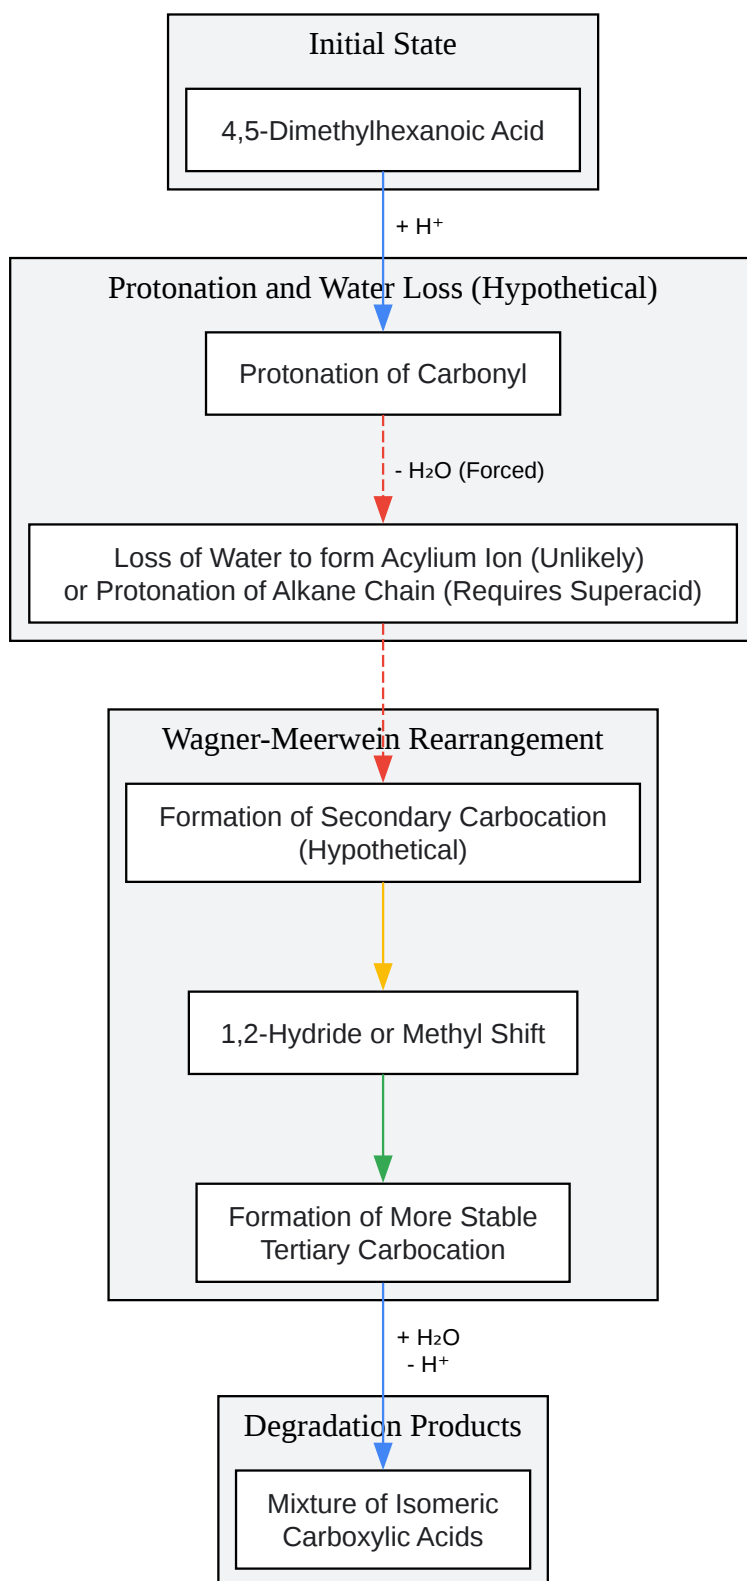 Initial State
4,5-Dimethylhexanoic Acid
+ H⁺
Protonation and Water Loss (Hypothetical)
Protonation of Carbonyl
- H₂O (Forced)
Loss of Water to form Acylium Ion (Unlikely)
or Protonation of Alkane Chain (Requires Superacid)
Wagner-Meerwein Rearrangement
Formation of Secondary Carbocation
(Hypothetical)
1,2-Hydride or Methyl Shift
Formation of More Stable
Tertiary Carbocation
+ H₂O
- H⁺
Degradation Products
Mixture of Isomeric
Carboxylic Acids